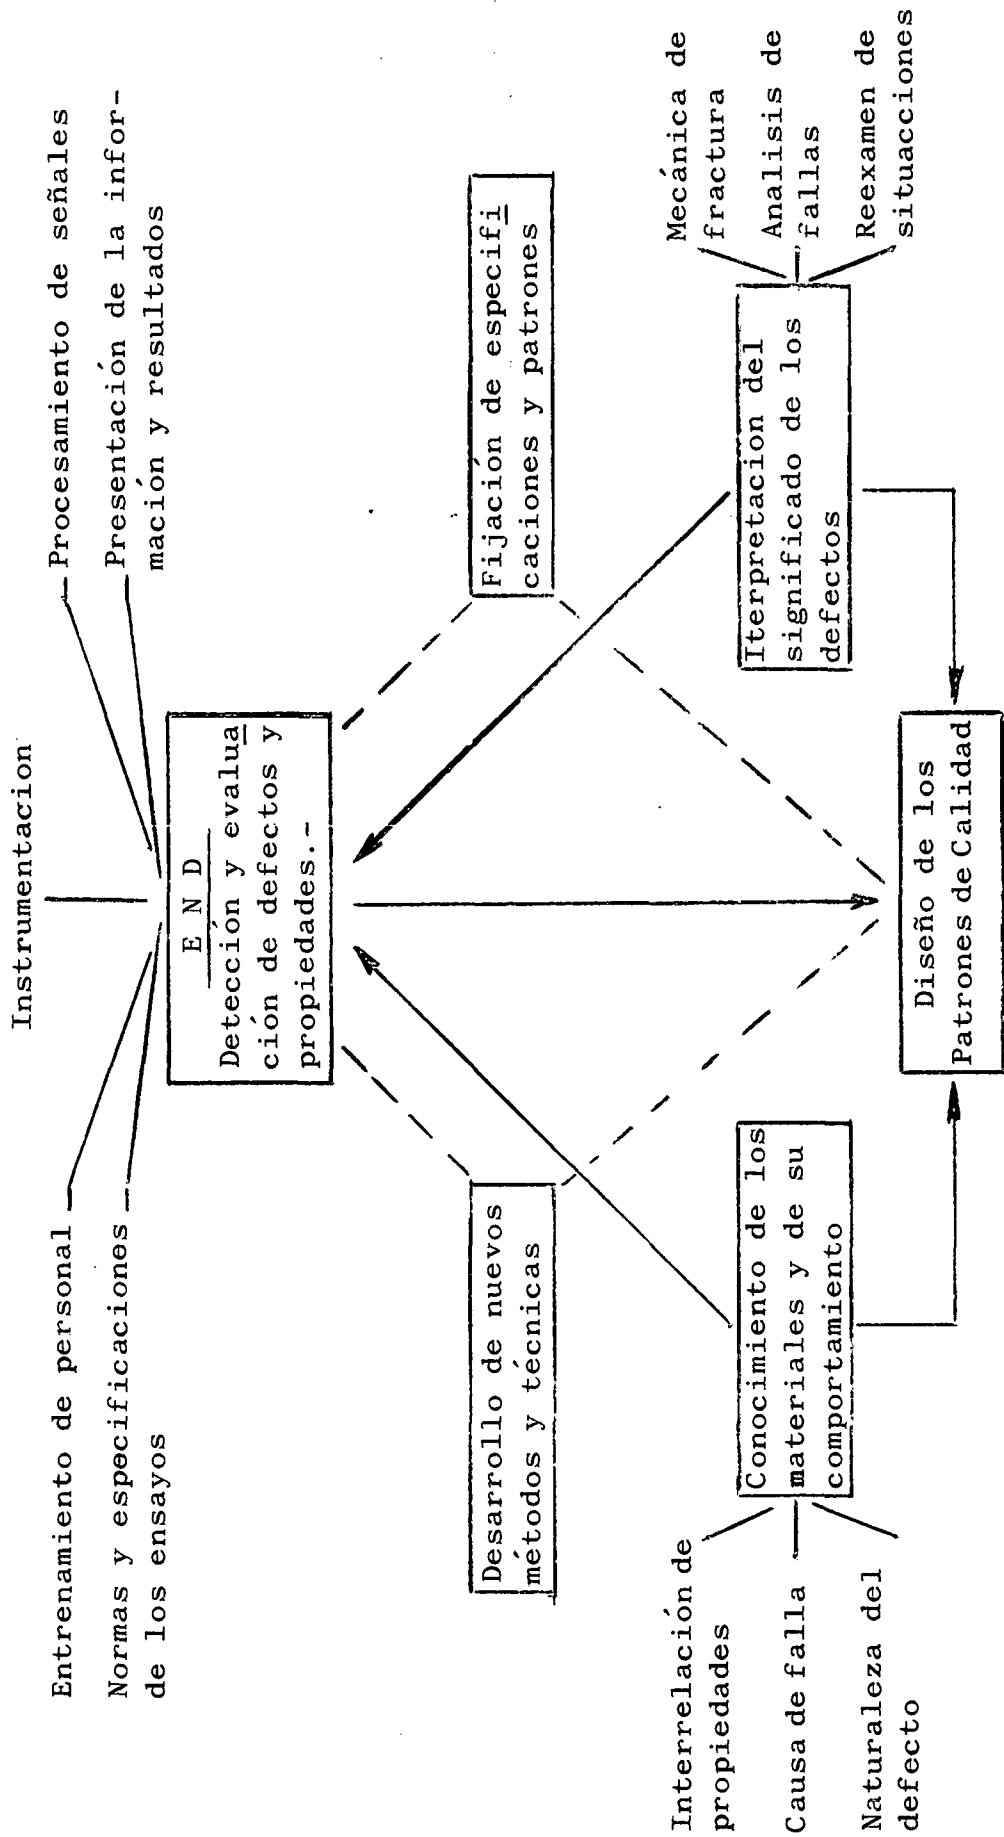 Instrumentacion
Entrenamiento de personal
Normas y especificaciones
de los ensayos
Procesamiento de señales
Presentación de la infor-
mación y resultados
E N D
Detección y evalua
ción de defectos y
propiedades.-
Desarrollo de nuevos
métodos y técnicas
Fijación de especifi
caciones y patrones
Interrelación de
propiedades
Causa de falla
Naturaleza del
defecto
Conocimiento de los
materiales y de su
comportamiento
Iterpretacion del
significado de los
defectos
Mecánica de
fractura
Analisis de
fallas
Reexamen de
situacciones
Diseño de los
Patrones de Calidad